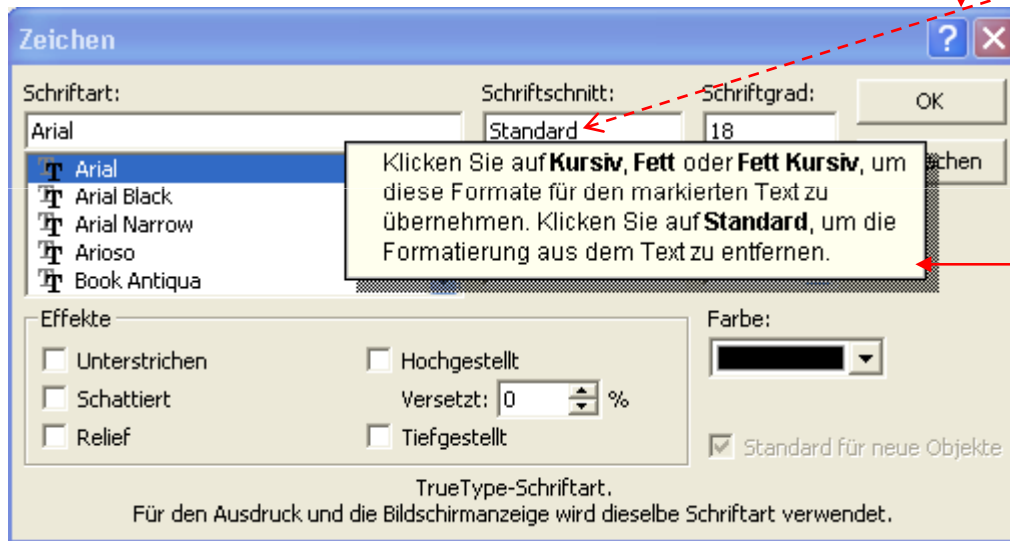 Zeichen
Schriftart: Schriftschnitt: Schriftgrad: OK
Arial Standard 18
Arial
Arial Black
Arial Narrow
Arioso
Book Antiqua
Klicken Sie auf Kursiv, Fett oder Fett Kursiv, um
diese Formate für den markierten Text zu
übernehmen. Klicken Sie auf Standard, um die
Formatierung aus dem Text zu entfernen.
Effekte
Unterstrichen
Schattiert
Relief
Hochgestellt
Versetzt: 0 %
Tiefgestellt
Farbe:
Standard für neue Objekte
TrueType-Schriftart.
Für den Ausdruck und die Bildschirmanzeige wird dieselbe Schriftart verwendet.